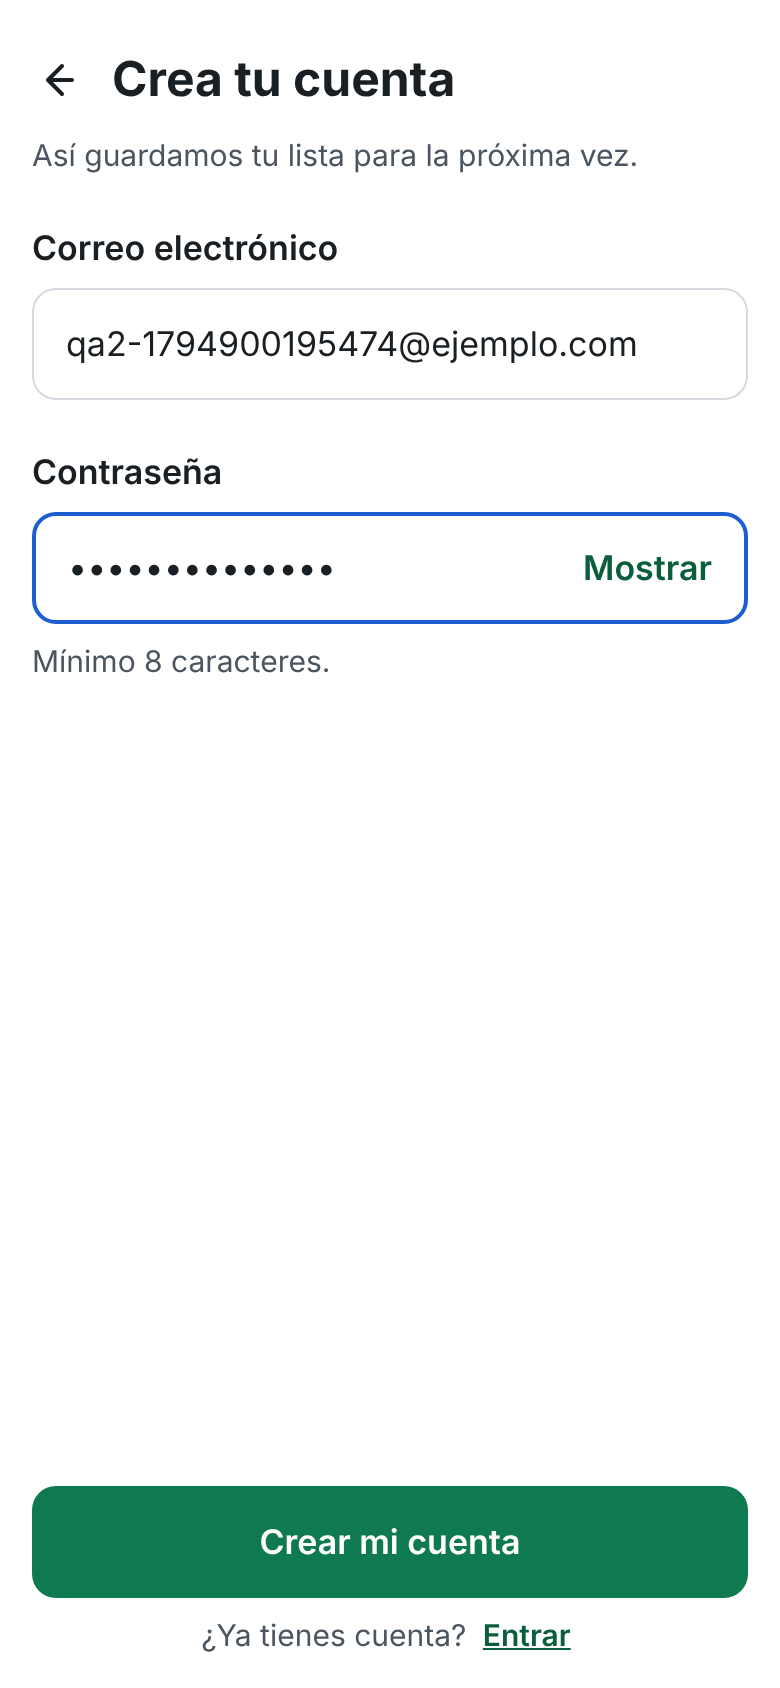 Crea tu cuenta
Así guardamos tu lista para la próxima vez.
Correo electrónico
qa2-1794900195474@ejemplo.com
Contraseña
•••••••••••••• Mostrar
Mínimo 8 caracteres.
Crear mi cuenta
¿Ya tienes cuenta? Entrar